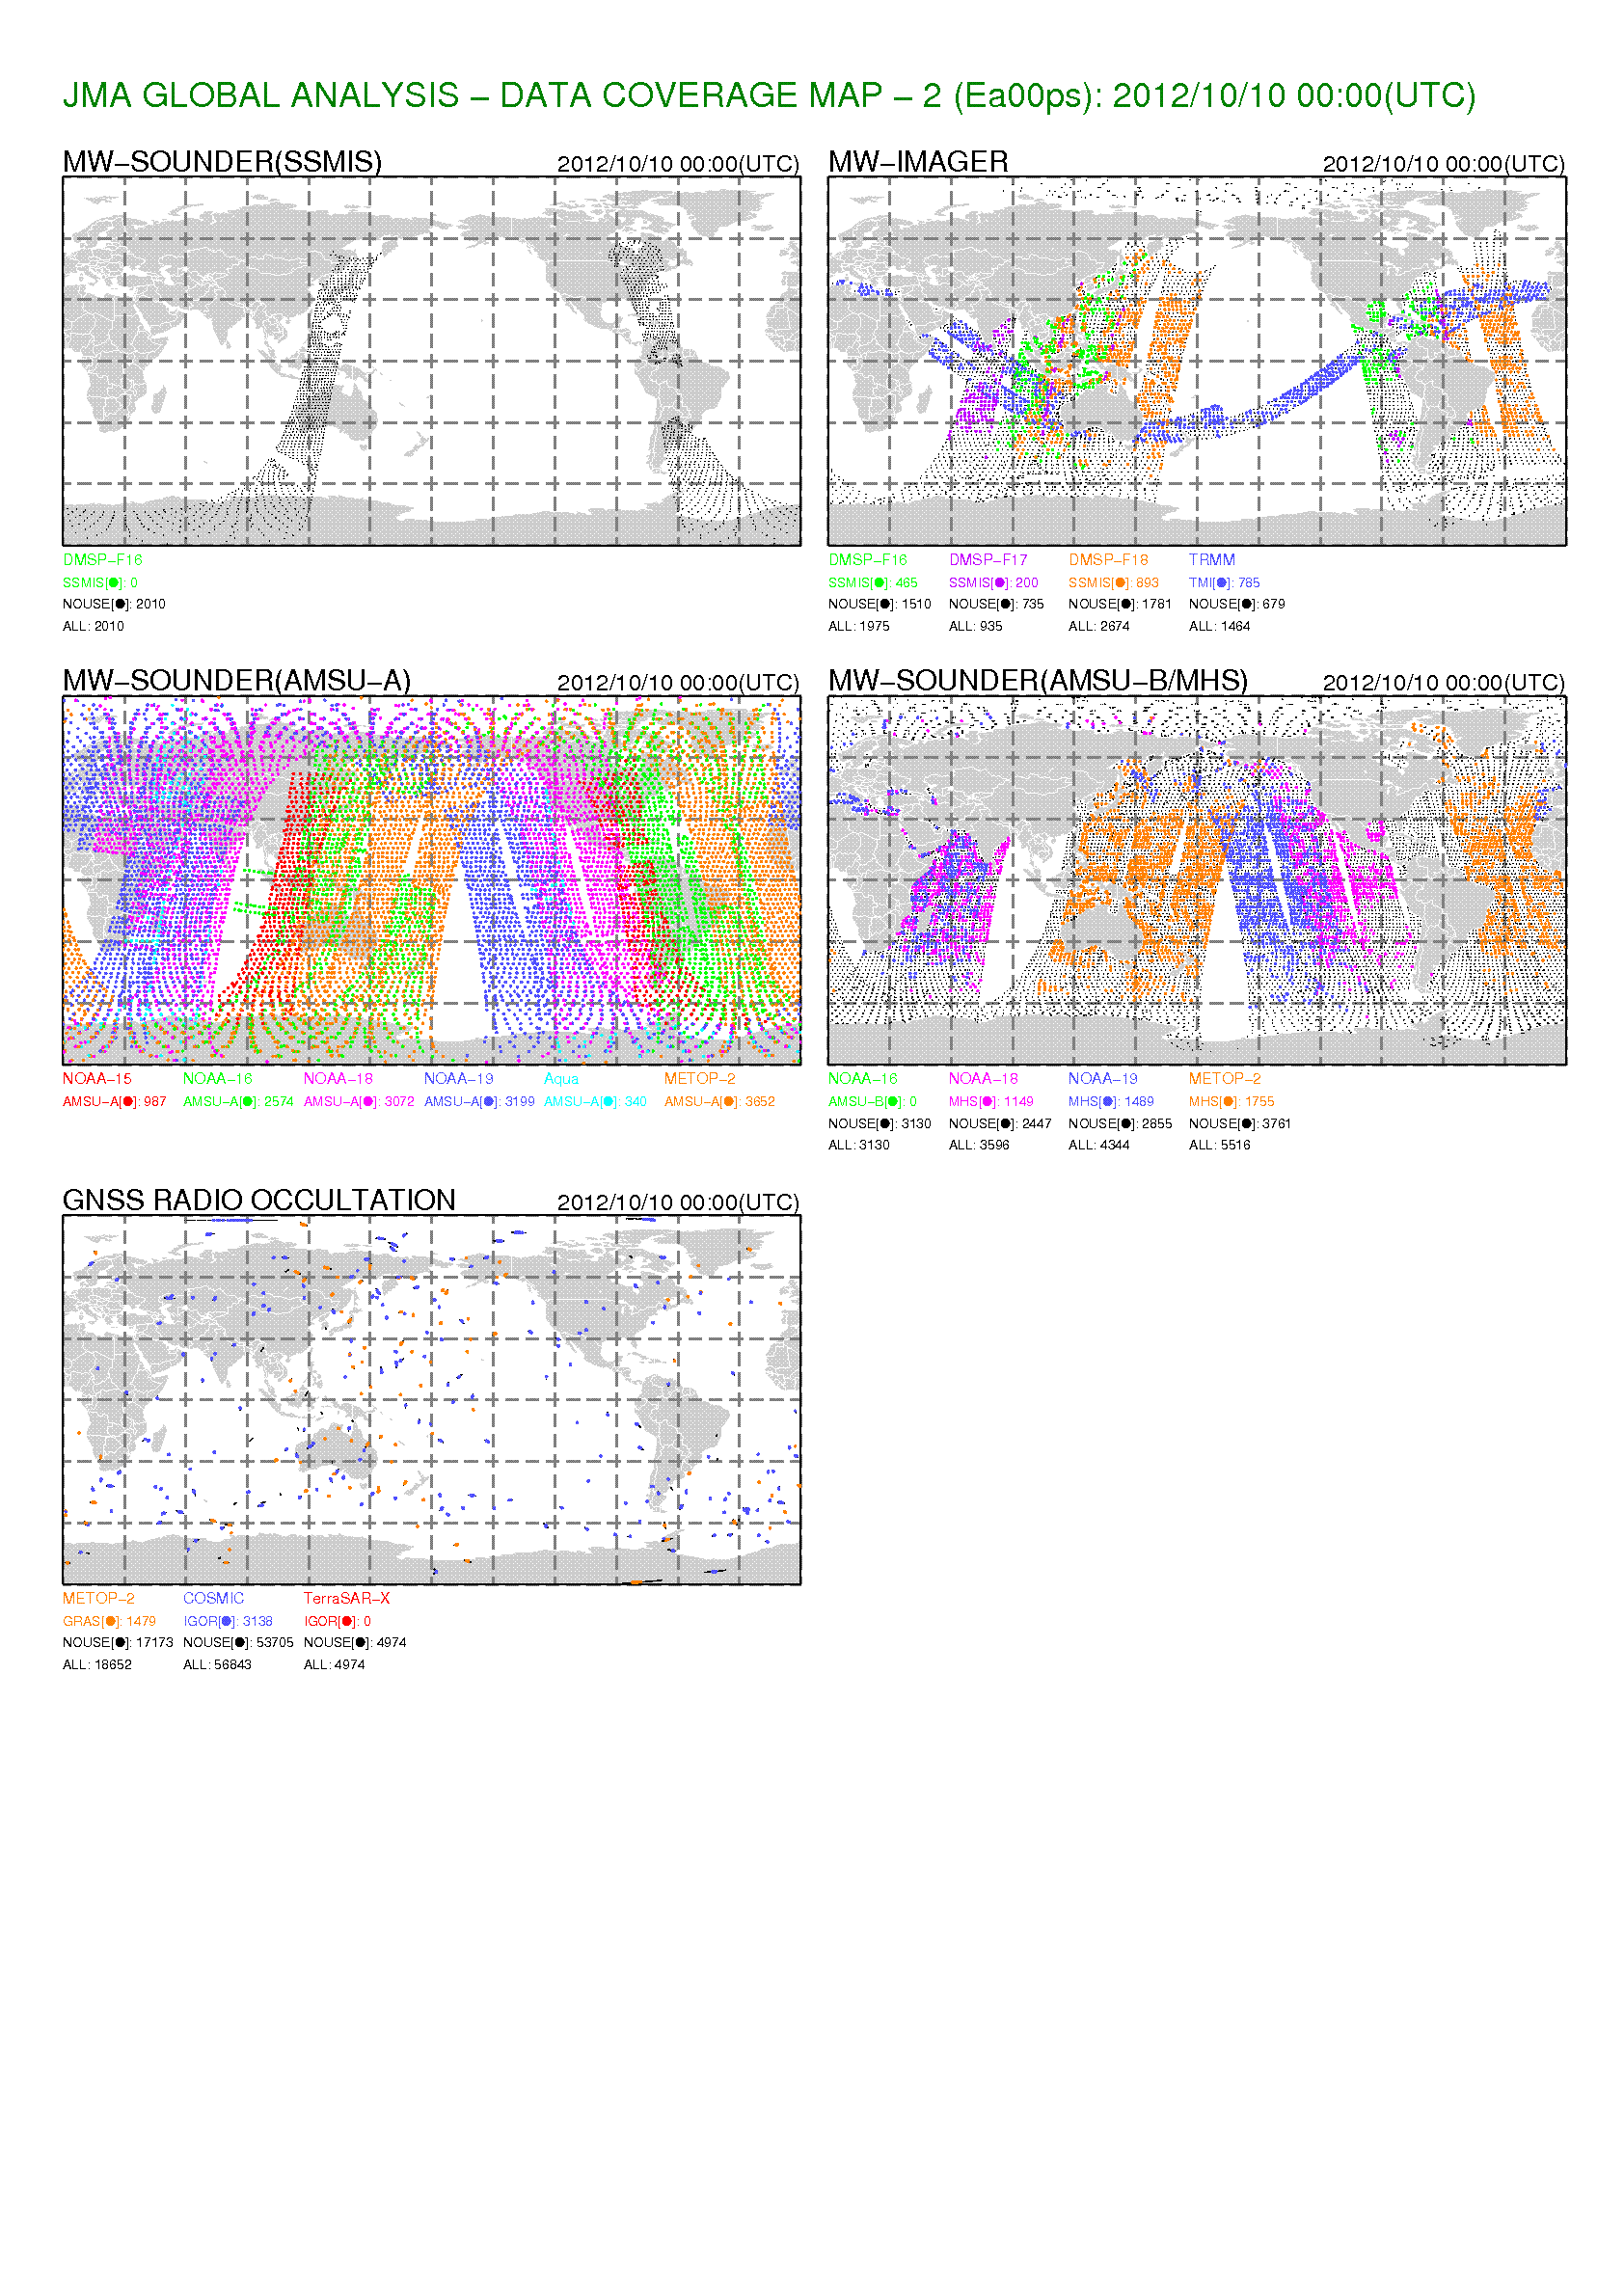 JMA GLOBAL ANALYSIS – DATA COVERAGE MAP – 2 (Ea00ps): 2012/10/10 00:00(UTC)
MW–SOUNDER(SSMIS) 2012/10/10 00:00(UTC)
DMSP–F16
SSMIS[●]: 0
NOUSE[●]: 2010
ALL: 2010
MW–IMAGER 2012/10/10 00:00(UTC)
DMSP–F16 DMSP–F17 DMSP–F18 TRMM
SSMIS[●]: 465 SSMIS[●]: 200 SSMIS[●]: 893 TMI[●]: 785
NOUSE[●]: 1510 NOUSE[●]: 735 NOUSE[●]: 1781 NOUSE[●]: 679
ALL: 1975 ALL: 935 ALL: 2674 ALL: 1464
MW–SOUNDER(AMSU–A) 2012/10/10 00:00(UTC)
NOAA–15 NOAA–16 NOAA–18 NOAA–19 Aqua METOP–2
AMSU–A[●]: 987 AMSU–A[●]: 2574 AMSU–A[●]: 3072 AMSU–A[●]: 3199 AMSU–A[●]: 340 AMSU–A[●]: 3652
MW–SOUNDER(AMSU–B/MHS) 2012/10/10 00:00(UTC)
NOAA–16 NOAA–18 NOAA–19 METOP–2
AMSU–B[●]: 0 MHS[●]: 1149 MHS[●]: 1489 MHS[●]: 1755
NOUSE[●]: 3130 NOUSE[●]: 2447 NOUSE[●]: 2855 NOUSE[●]: 3761
ALL: 3130 ALL: 3596 ALL: 4344 ALL: 5516
GNSS RADIO OCCULTATION 2012/10/10 00:00(UTC)
METOP–2 COSMIC TerraSAR–X
GRAS[●]: 1479 IGOR[●]: 3138 IGOR[●]: 0
NOUSE[●]: 17173 NOUSE[●]: 53705 NOUSE[●]: 4974
ALL: 18652 ALL: 56843 ALL: 4974